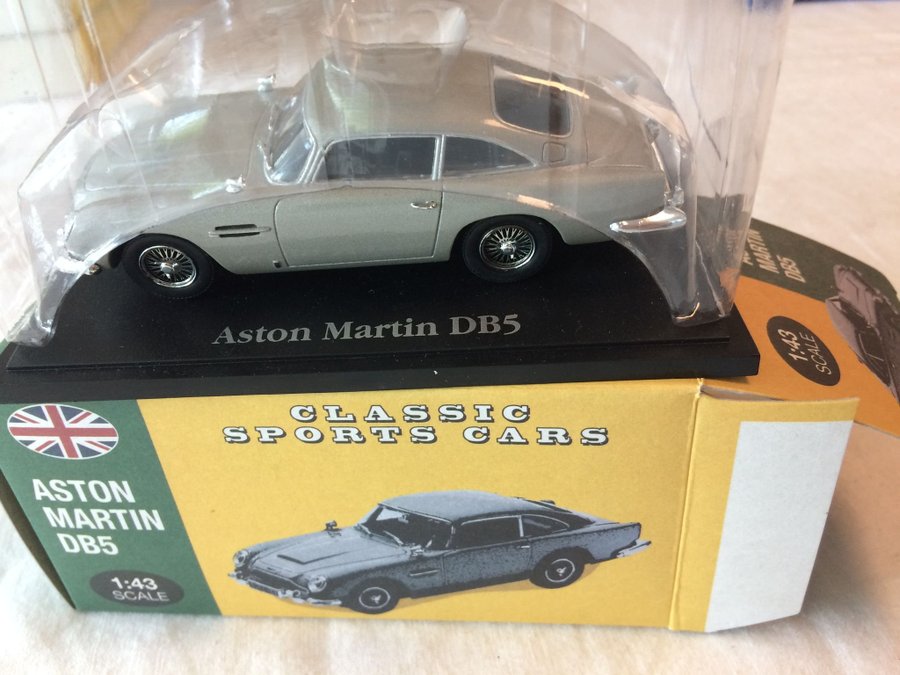 Aston Martin DB5
CLASSIC
SPORTS CARS
ASTON
MARTIN
DB5
1:43
SCALE
MARTIN
DB5
1:43
SCALE